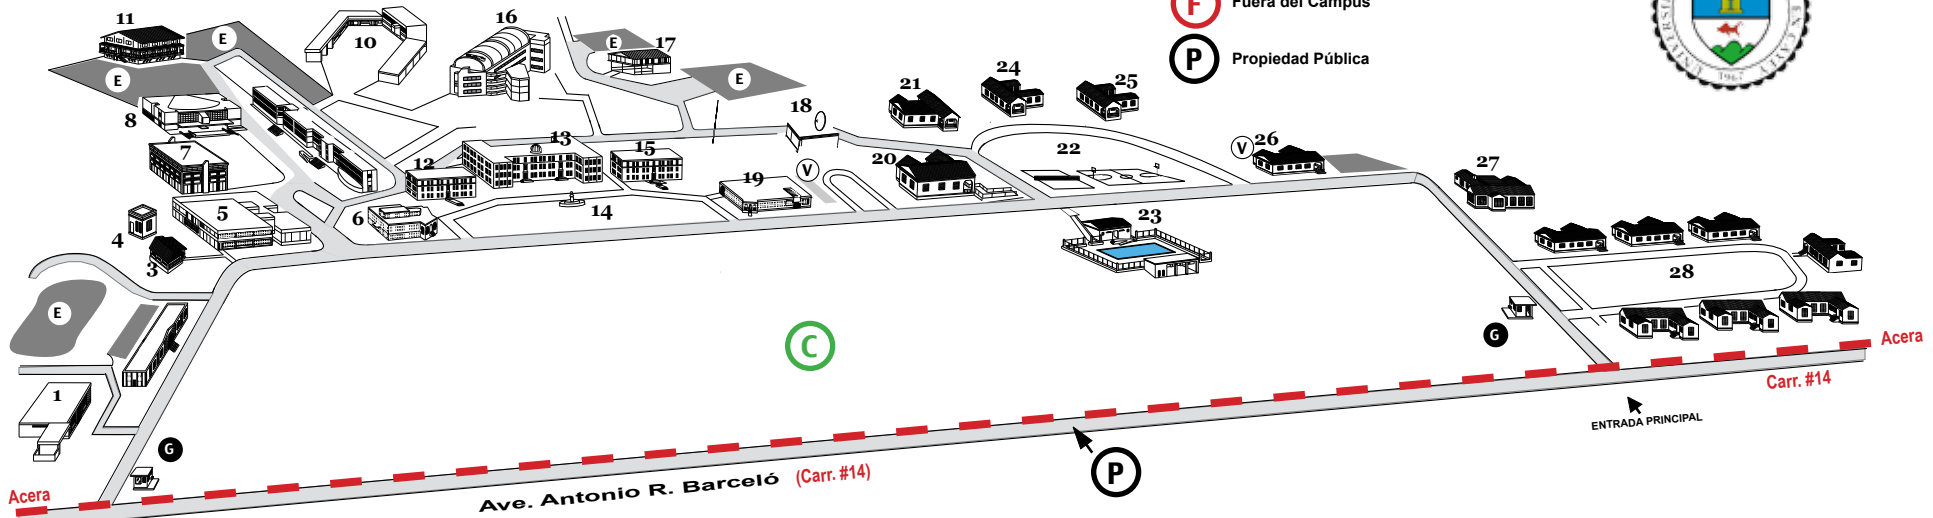 F Fuera del Campus
P Propiedad Pública
1967
11
E
10
16
E
17
E
E
8
18
21
24
25
7
12
13
15
20
22
V 26
27
19
V
5
6
14
23
4
3
28
E
C
G
1
G
Acera
Carr. #14
ENTRADA PRINCIPAL
P
Acera
Ave. Antonio R. Barceló (Carr. #14)